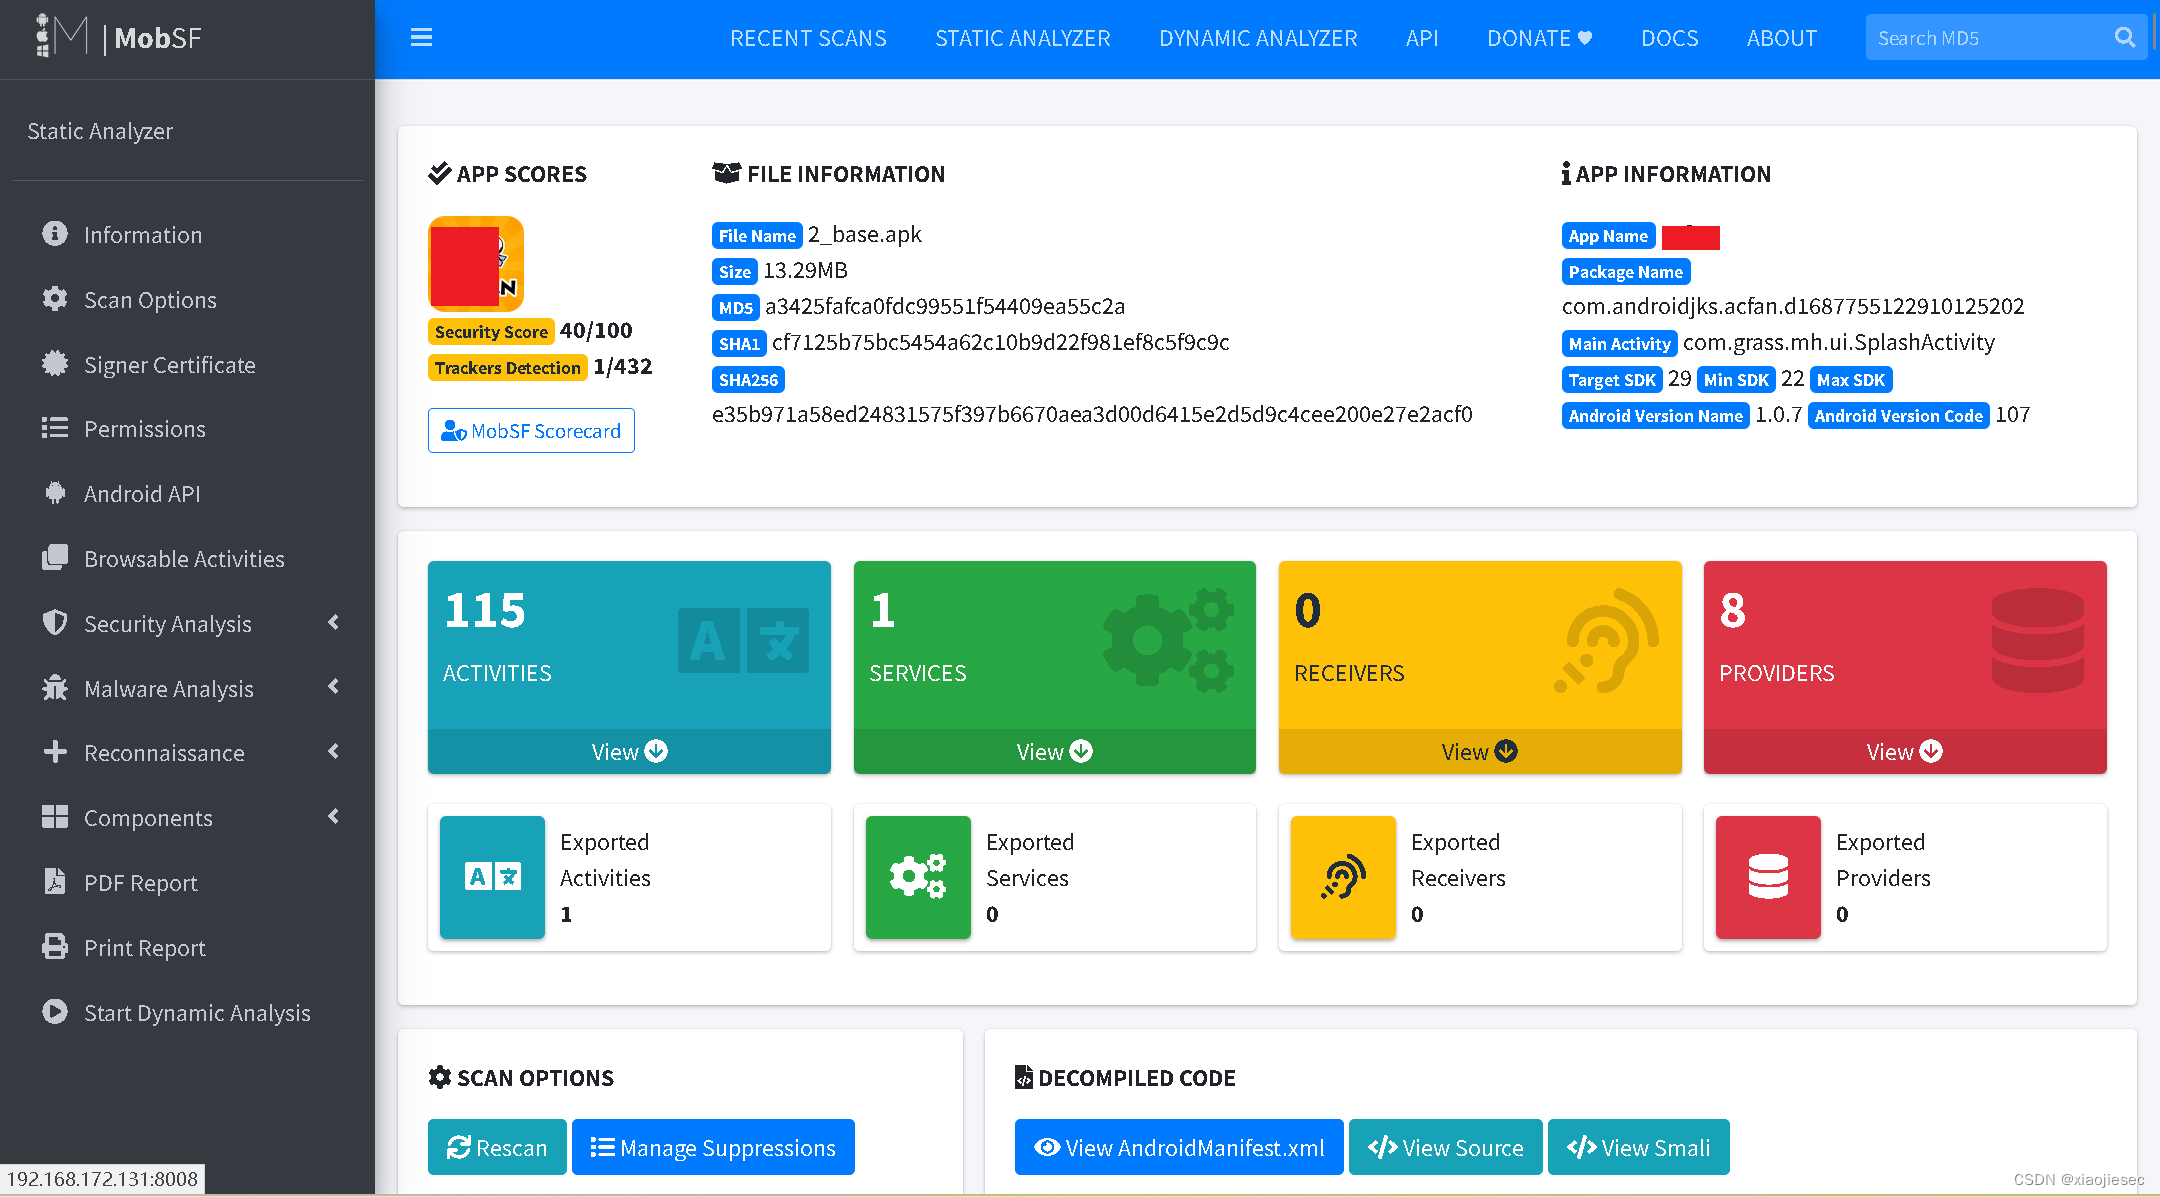 M | MobSF
RECENT SCANS
STATIC ANALYZER
DYNAMIC ANALYZER
API
DONATE
DOCS
ABOUT
Search MD5
Static Analyzer
Information
Scan Options
Signer Certificate
Permissions
Android API
Browsable Activities
Security Analysis
Malware Analysis
Reconnaissance
Components
PDF Report
Print Report
Start Dynamic Analysis
192.168.172.131:8008
APP SCORES
N
Security Score 40/100
Trackers Detection 1/432
MobSF Scorecard
FILE INFORMATION
File Name 2_base.apk
Size 13.29MB
MD5 a3425fafca0fdc99551f54409ea55c2a
SHA1 cf7125b75bc5454a62c10b9d22f981ef8c5f9c9c
SHA256
e35b971a58ed24831575f397b6670aea3d00d6415e2d5d9c4cee200e27e2acf0
APP INFORMATION
App Name
Package Name
com.androidjks.acfan.d1687755122910125202
Main Activity com.grass.mh.ui.SplashActivity
Target SDK 29 Min SDK 22 Max SDK
Android Version Name 1.0.7 Android Version Code 107
115
ACTIVITIES
View
1
SERVICES
View
0
RECEIVERS
View
8
PROVIDERS
View
Exported
Activities
1
Exported
Services
0
Exported
Receivers
0
Exported
Providers
0
SCAN OPTIONS
Rescan
Manage Suppressions
DECOMPILED CODE
View AndroidManifest.xml
View Source
View Smali
CSDN @xiaojiesec